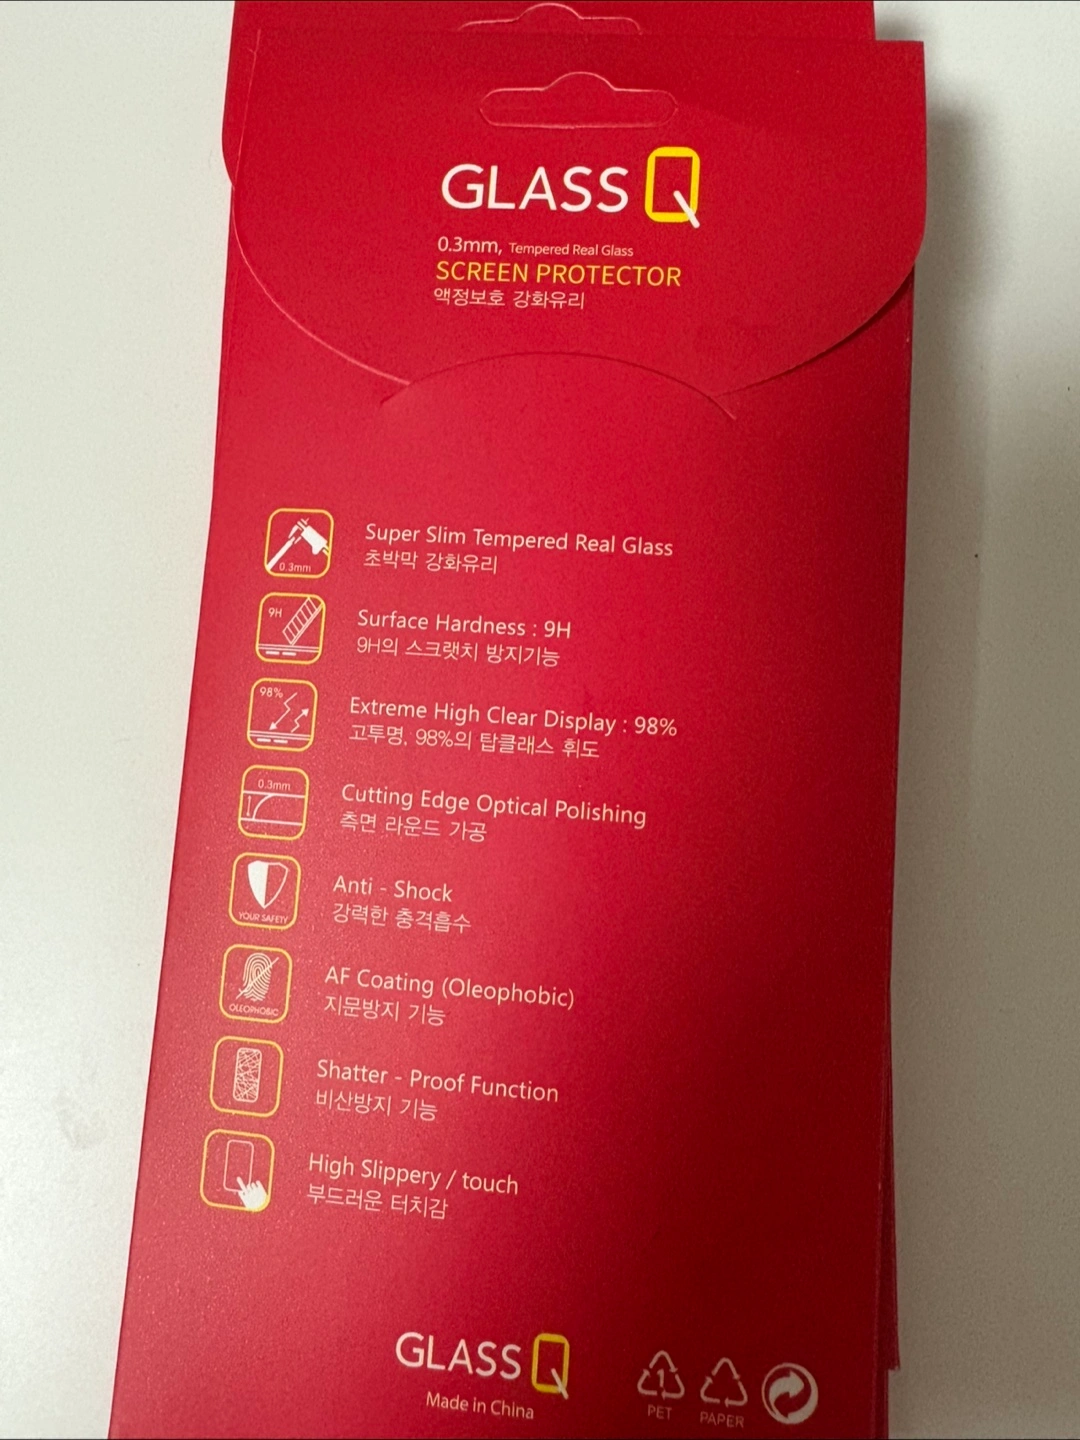 GLASS Q
0.3mm, Tempered Real Glass
SCREEN PROTECTOR
액정보호 강화유리
0.3mm
Super Slim Tempered Real Glass
초박막 강화유리
9H
Surface Hardness : 9H
9H의 스크랫치 방지기능
98%
Extreme High Clear Display : 98%
고투명, 98%의 탑클래스 휘도
0.3mm
Cutting Edge Optical Polishing
측면 라운드 가공
YOUR SAFETY
Anti - Shock
강력한 충격흡수
OLEOPHOBIC
AF Coating (Oleophobic)
지문방지 기능
Shatter - Proof Function
비산방지 기능
High Slippery / touch
부드러운 터치감
GLASS Q
Made in China
1
PET
PAPER